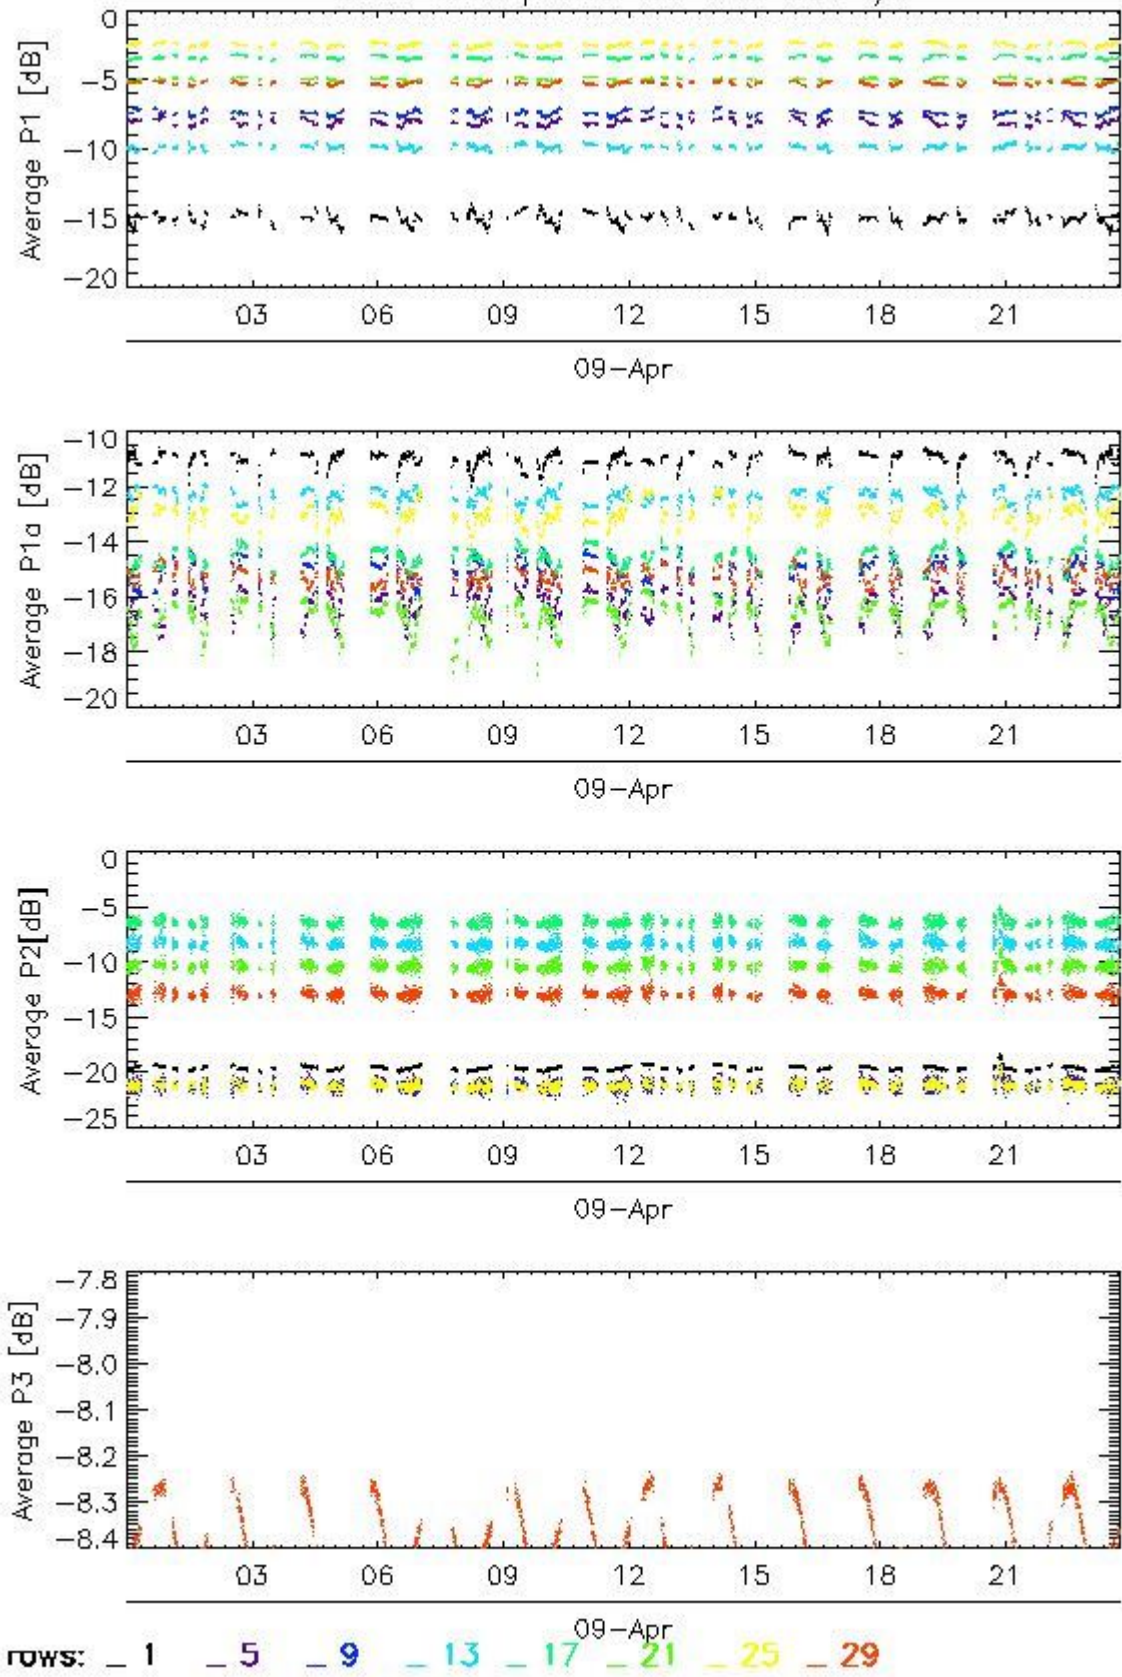 0
−5
−10
−15
−20
Average P1 [dB]
03 06 09 12 15 18 21
09−Apr
−10
−12
−14
−16
−18
−20
Average P1a [dB]
03 06 09 12 15 18 21
09−Apr
0
−5
−10
−15
−20
−25
Average P2[dB]
03 06 09 12 15 18 21
09−Apr
−7.8
−7.9
−8.0
−8.1
−8.2
−8.3
−8.4
Average P3 [dB]
03 06 09 12 15 18 21
09−Apr
rows: _ 1 _ 5 _ 9 _ 13 _ 17 _ 21 _ 25 _ 29